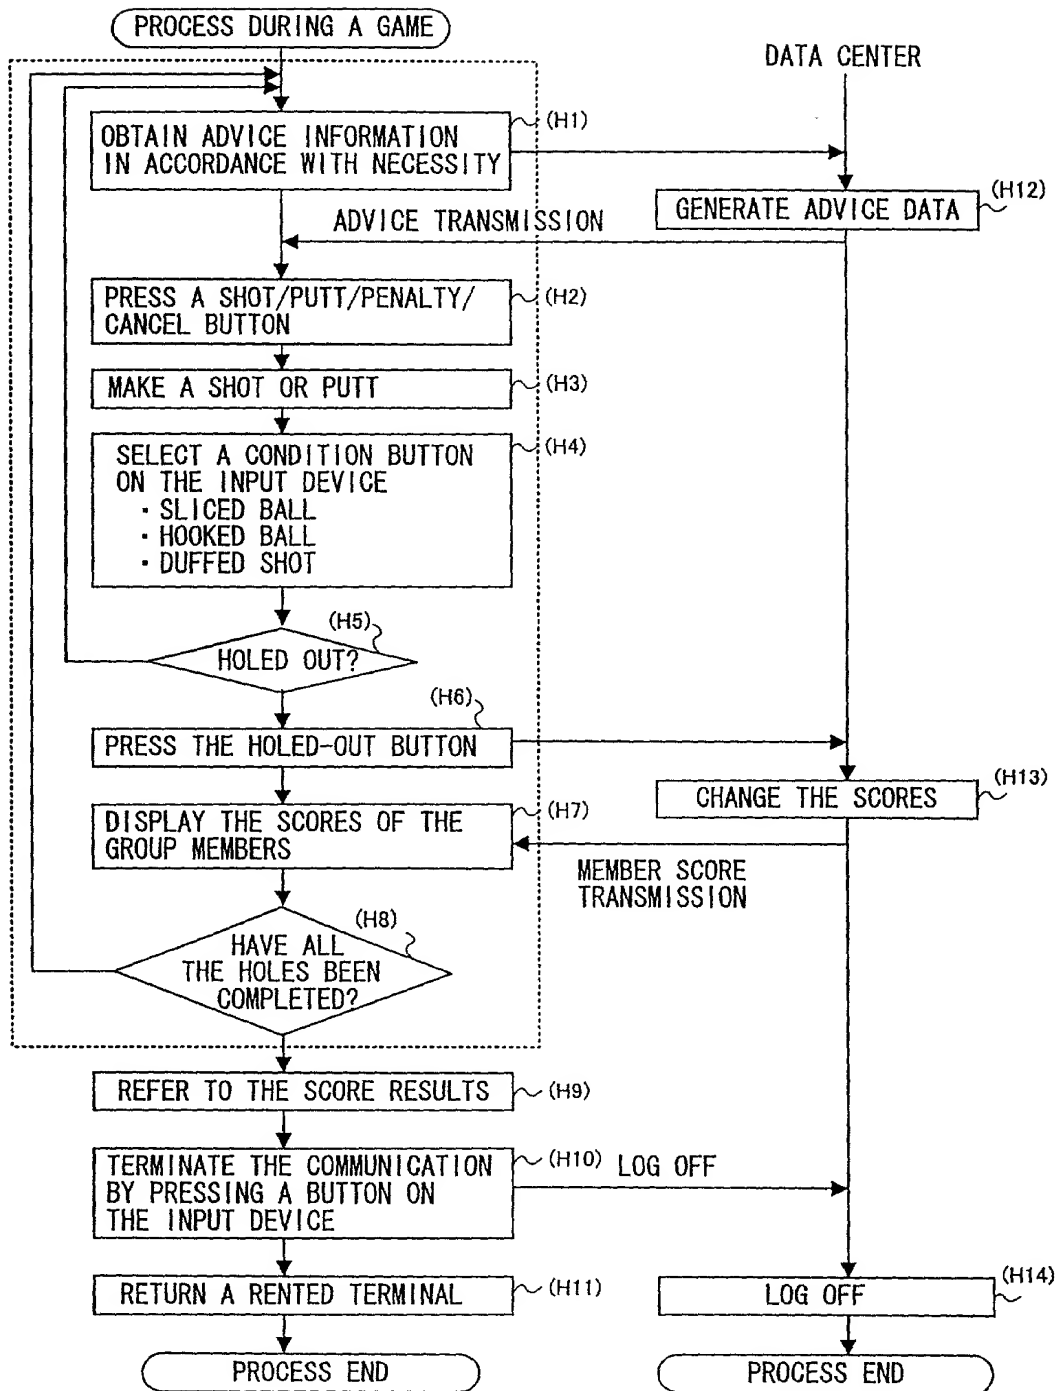 PROCESS DURING A GAME
DATA CENTER
OBTAIN ADVICE INFORMATION
IN ACCORDANCE WITH NECESSITY
(H1)
GENERATE ADVICE DATA
(H12)
ADVICE TRANSMISSION
PRESS A SHOT/PUTT/PENALTY/
CANCEL BUTTON
(H2)
MAKE A SHOT OR PUTT
(H3)
SELECT A CONDITION BUTTON
ON THE INPUT DEVICE
・SLICED BALL
・HOOKED BALL
・DUFFED SHOT
(H4)
HOLED OUT?
(H5)
PRESS THE HOLED-OUT BUTTON
(H6)
CHANGE THE SCORES
(H13)
DISPLAY THE SCORES OF THE
GROUP MEMBERS
(H7)
MEMBER SCORE
TRANSMISSION
HAVE ALL
THE HOLES BEEN
COMPLETED?
(H8)
REFER TO THE SCORE RESULTS
(H9)
TERMINATE THE COMMUNICATION
BY PRESSING A BUTTON ON
THE INPUT DEVICE
(H10)
LOG OFF
RETURN A RENTED TERMINAL
(H11)
LOG OFF
(H14)
PROCESS END
PROCESS END